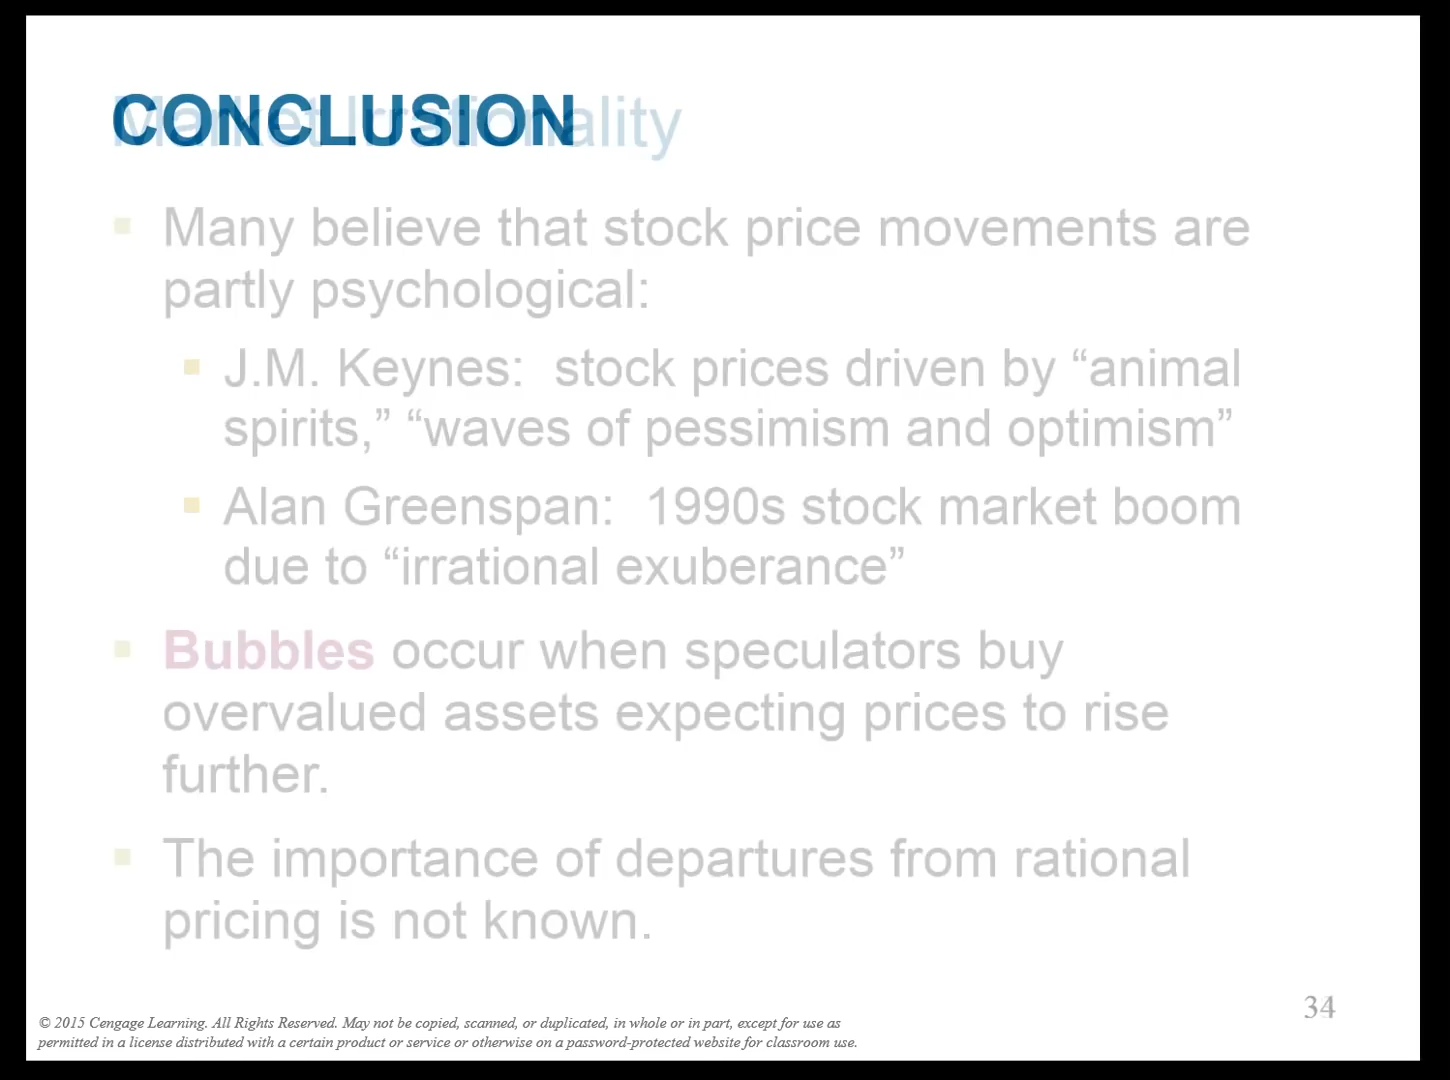 CONCLUSION
Market Irrationality
Many believe that stock price movements are
partly psychological:
J.M. Keynes:  stock prices driven by “animal
spirits,” “waves of pessimism and optimism”
Alan Greenspan:  1990s stock market boom
due to “irrational exuberance”
Bubbles occur when speculators buy
overvalued assets expecting prices to rise
further.
The importance of departures from rational
pricing is not known.
34
© 2015 Cengage Learning. All Rights Reserved. May not be copied, scanned, or duplicated, in whole or in part, except for use as
permitted in a license distributed with a certain product or service or otherwise on a password-protected website for classroom use.